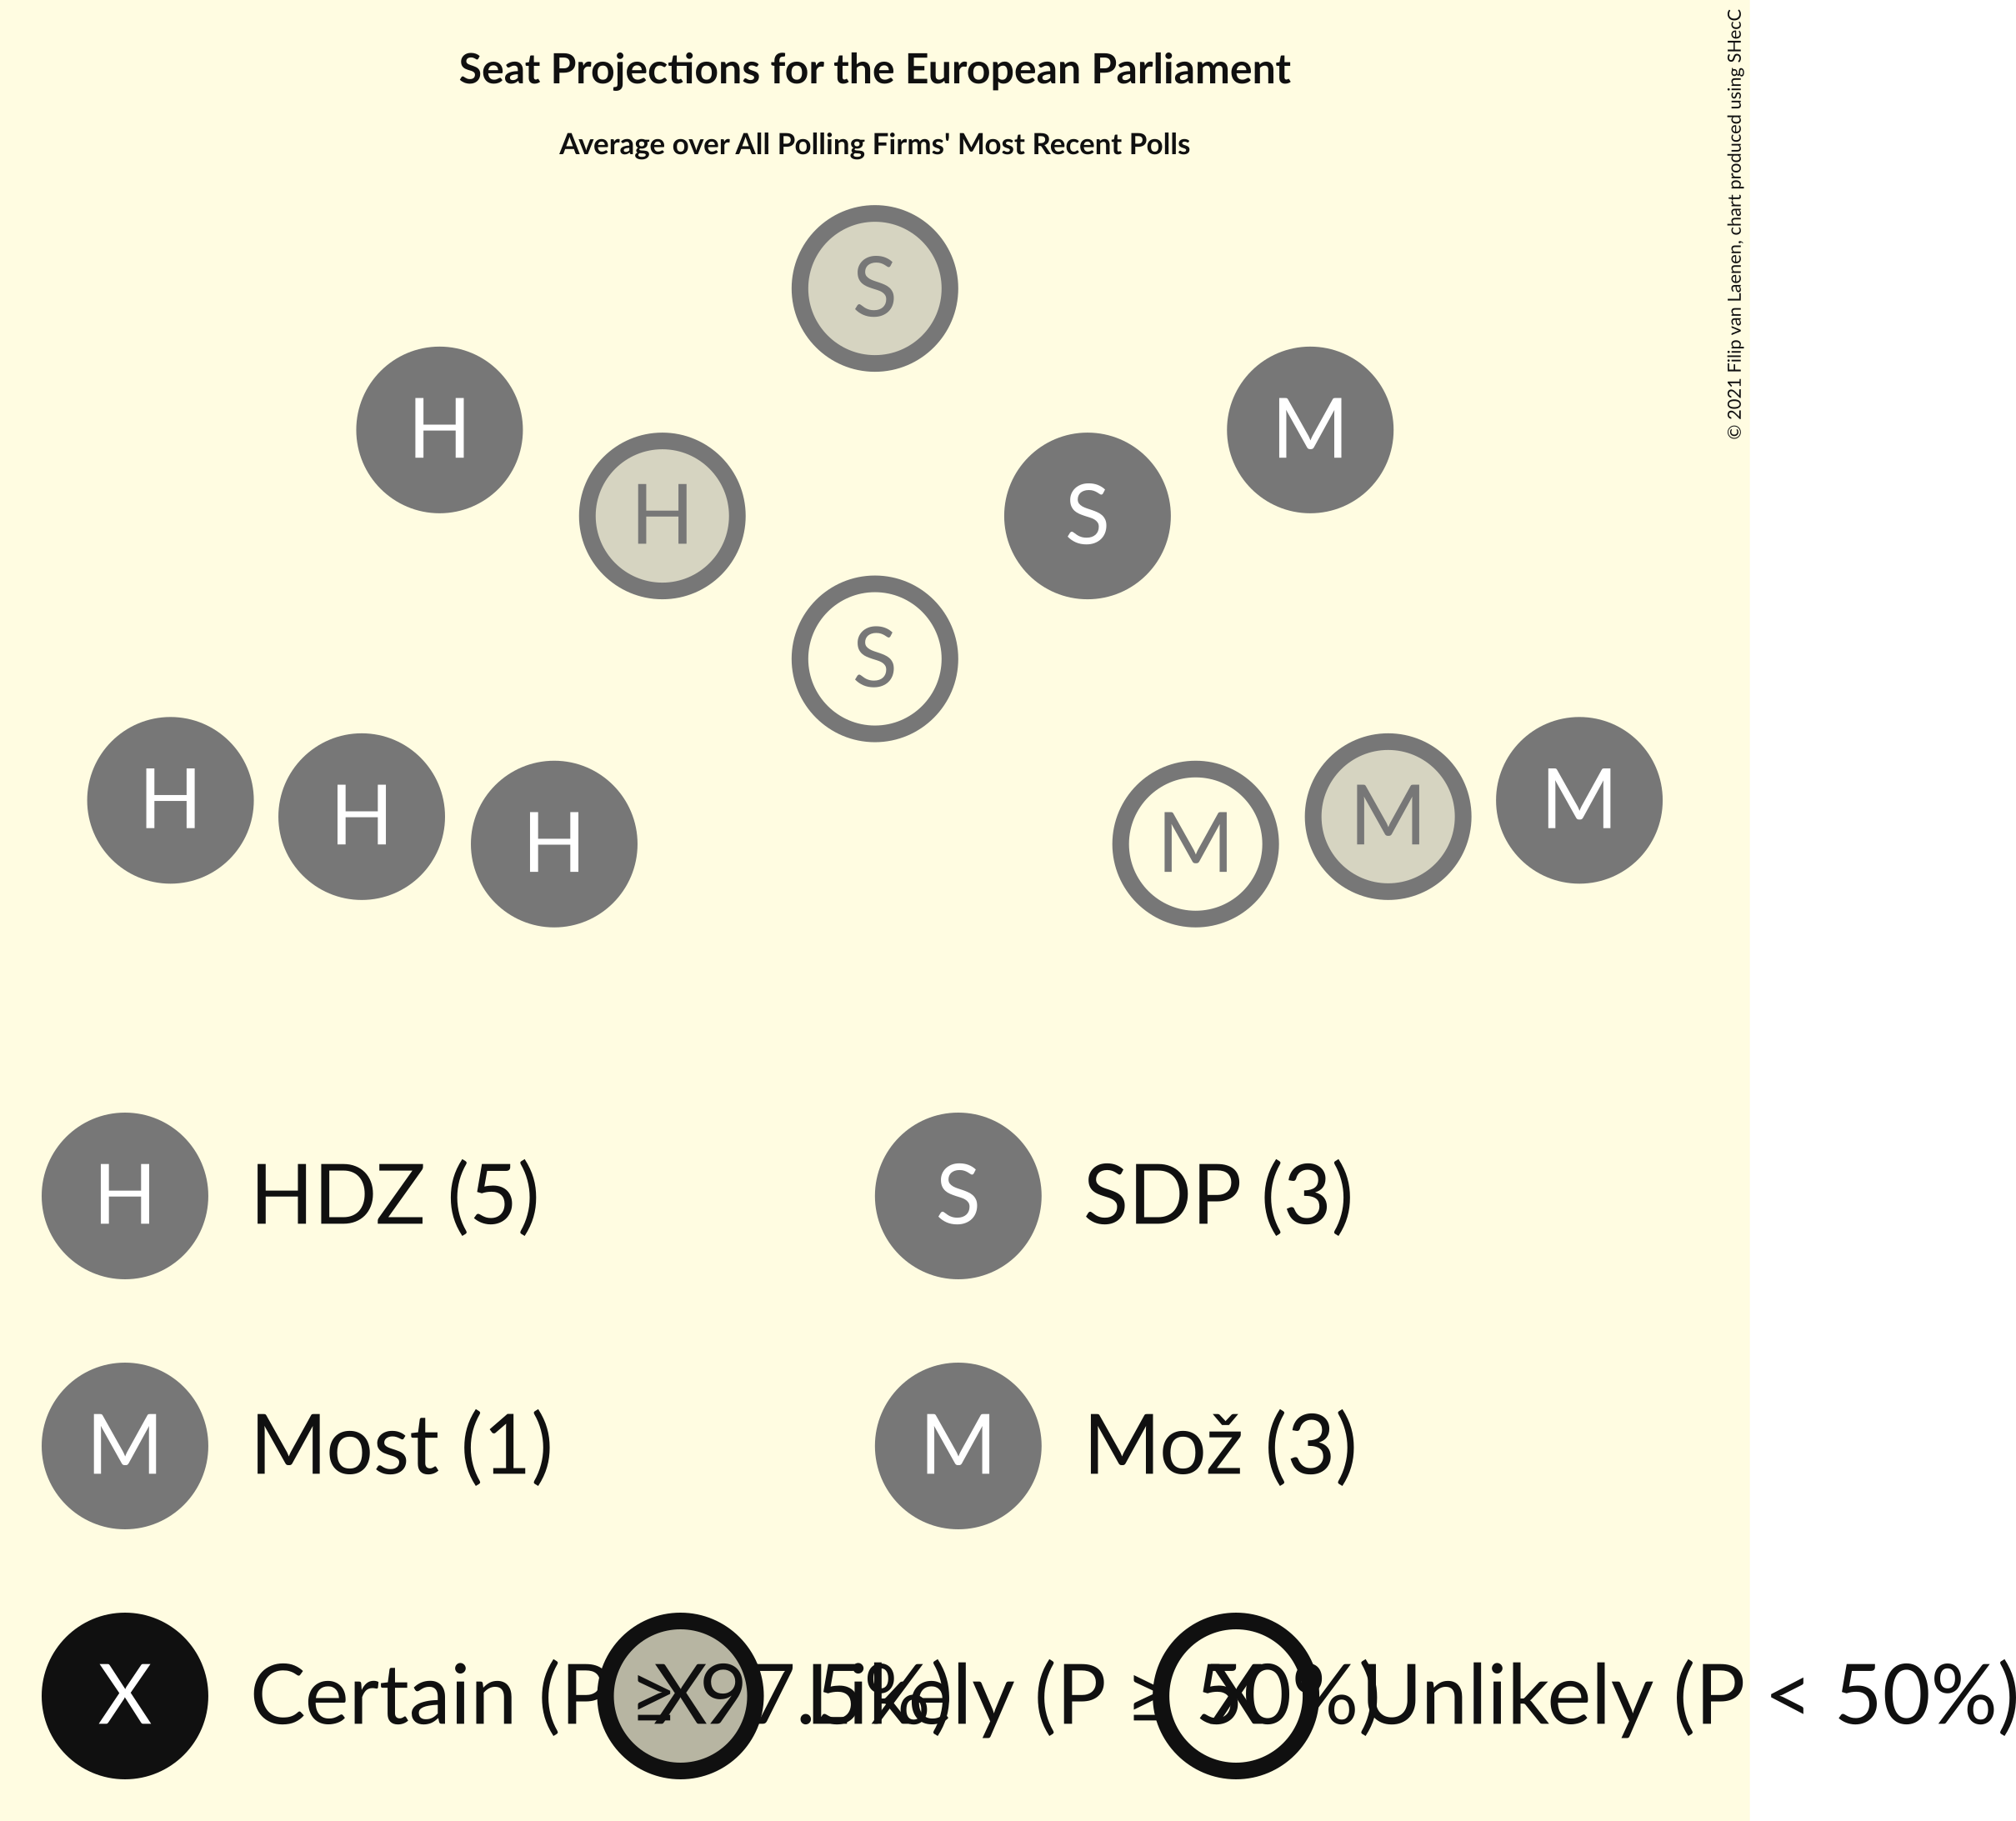 Seat Projections for the European Parliament
Average over All Polling Firms' Most Recent Polls
© 2021 Filip van Laenen, chart produced using SHecC
S
H
M
H
S
S
H
H
H
M
M
M
H HDZ (5)
S SDP (3)
M Most (1)
M Mož (3)
X Certain (P ≥ 97.5%)
X Likely (P ≥ 50%)
X Unlikely (P < 50%)